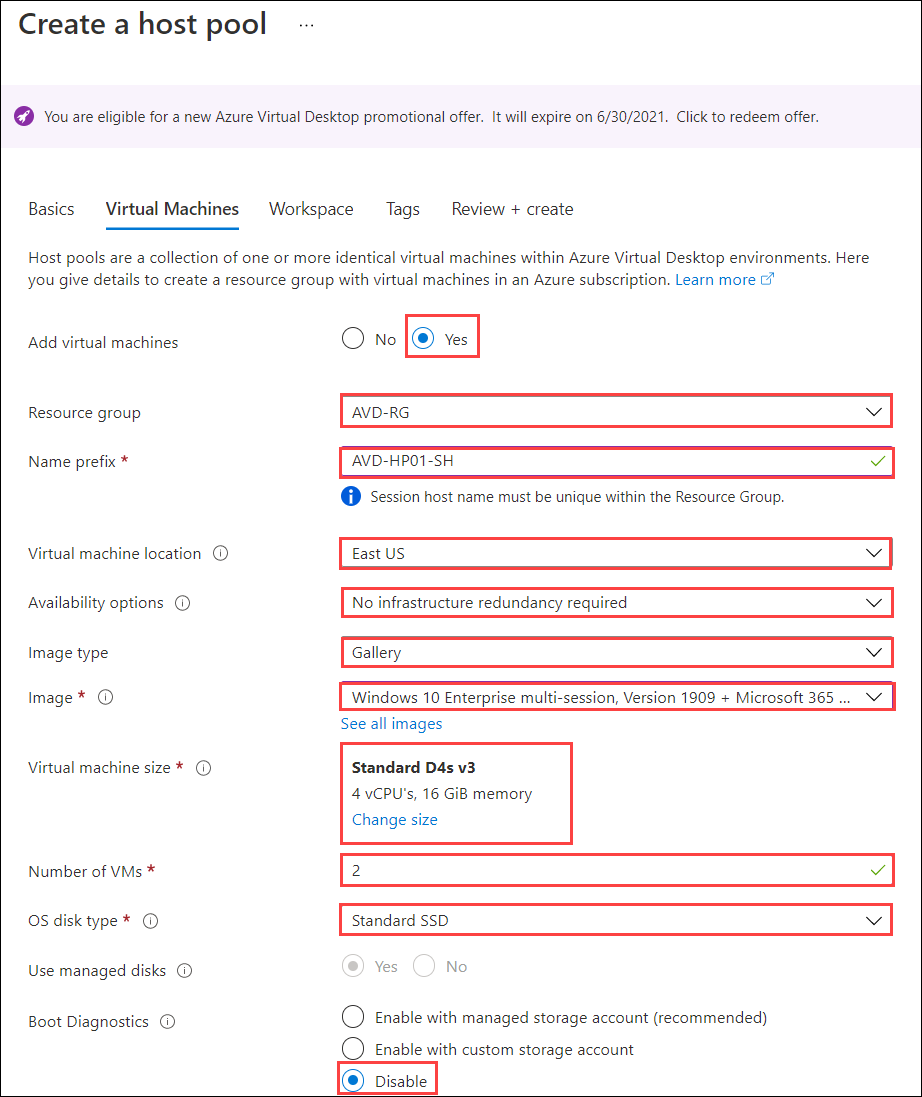 Create a host pool ...
You are eligible for a new Azure Virtual Desktop promotional offer. It will expire on 6/30/2021. Click to redeem offer.
Basics Virtual Machines Workspace Tags Review + create
Host pools are a collection of one or more identical virtual machines within Azure Virtual Desktop environments. Here
you give details to create a resource group with virtual machines in an Azure subscription. Learn more
Add virtual machines No Yes
Resource group AVD-RG
Name prefix * AVD-HP01-SH
Session host name must be unique within the Resource Group.
Virtual machine location East US
Availability options No infrastructure redundancy required
Image type Gallery
Image * Windows 10 Enterprise multi-session, Version 1909 + Microsoft 365 ...
See all images
Virtual machine size * Standard D4s v3
4 vCPU's, 16 GiB memory
Change size
Number of VMs * 2
OS disk type * Standard SSD
Use managed disks Yes No
Boot Diagnostics Enable with managed storage account (recommended)
Enable with custom storage account
Disable